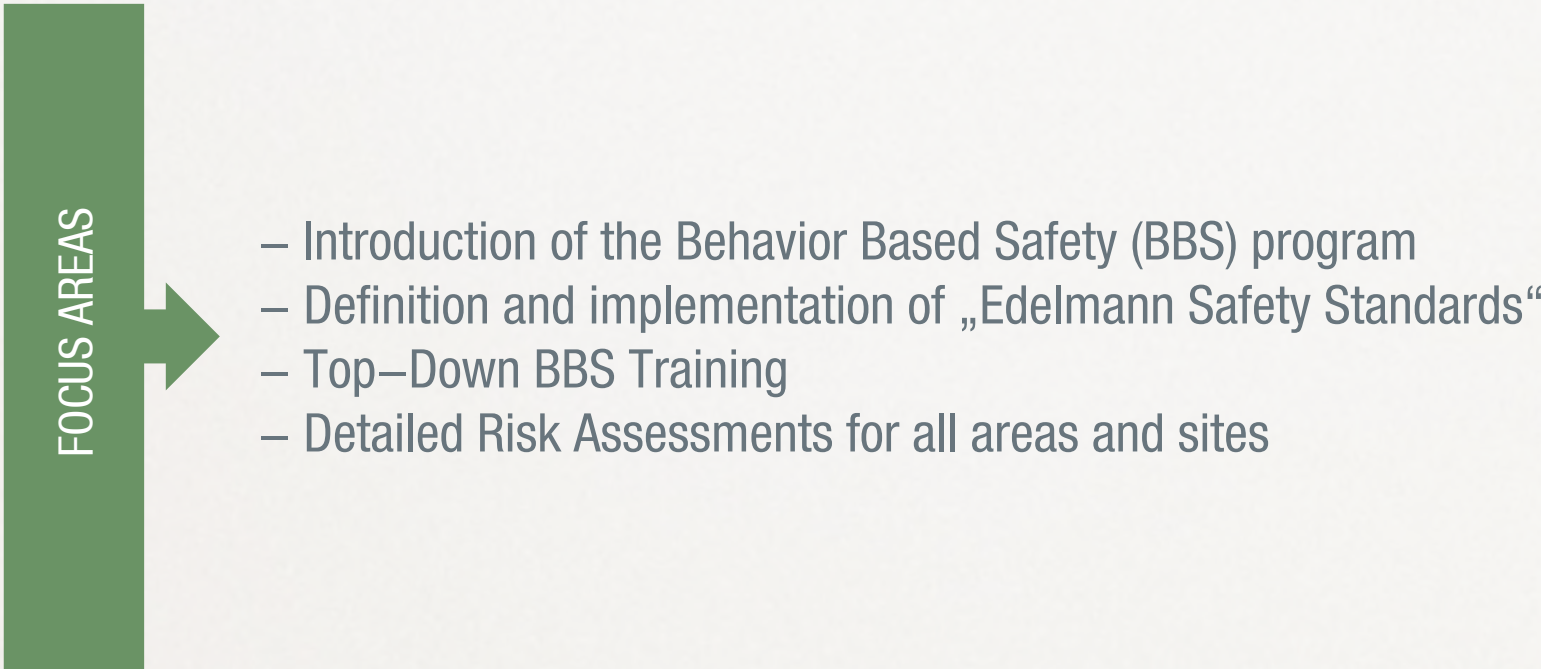 FOCUS AREAS
– Introduction of the Behavior Based Safety (BBS) program
– Definition and implementation of „Edelmann Safety Standards“
– Top–Down BBS Training
– Detailed Risk Assessments for all areas and sites